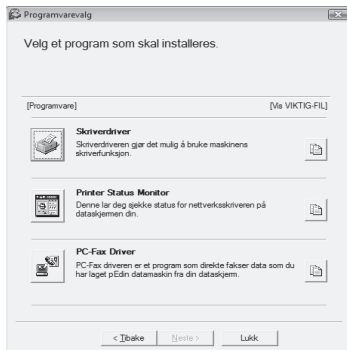 Programvarevalg
Velg et program som skal installeres.
[Programvare] [Vis VIKTIG-FIL]
Skriverdriver
Skriverdriveren gjør det mulig å bruke maskinens
skriverfunksjon.
Printer Status Monitor
Denne lar deg sjekke status for nettverksskriveren på
dataskjermen din.
PC-Fax Driver
PC-Fax driveren er et program som direkte fakser data som du
har laget pEdin datamaskin fra din dataskjerm.
< Tibake Neste > Lukk